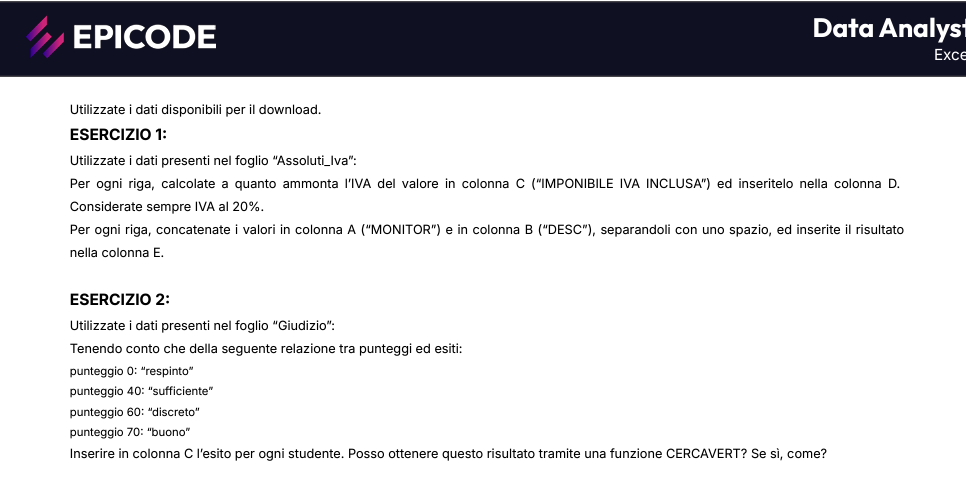 EPICODE
Data Analyst
Exce
Utilizzate i dati disponibili per il download.
ESERCIZIO 1:
Utilizzate i dati presenti nel foglio “Assoluti_Iva”:
Per ogni riga, calcolate a quanto ammonta l’IVA del valore in colonna C (“IMPONIBILE IVA INCLUSA”) ed inseritelo nella colonna D.
Considerate sempre IVA al 20%.
Per ogni riga, concatenate i valori in colonna A (“MONITOR”) e in colonna B (“DESC”), separandoli con uno spazio, ed inserite il risultato
nella colonna E.
ESERCIZIO 2:
Utilizzate i dati presenti nel foglio “Giudizio”:
Tenendo conto che della seguente relazione tra punteggi ed esiti:
punteggio 0: “respinto”
punteggio 40: “sufficiente”
punteggio 60: “discreto”
punteggio 70: “buono”
Inserire in colonna C l’esito per ogni studente. Posso ottenere questo risultato tramite una funzione CERCAVERT? Se sì, come?